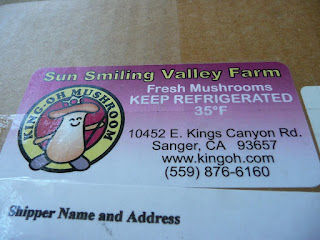 Sun Smiling Valley Farm
KING-OH MUSHROOM
Fresh Mushrooms
KEEP REFRIGERATED
35°F
10452 E. Kings Canyon Rd.
Sanger, CA 93657
www.kingoh.com
(559) 876-6160
Shipper Name and Address